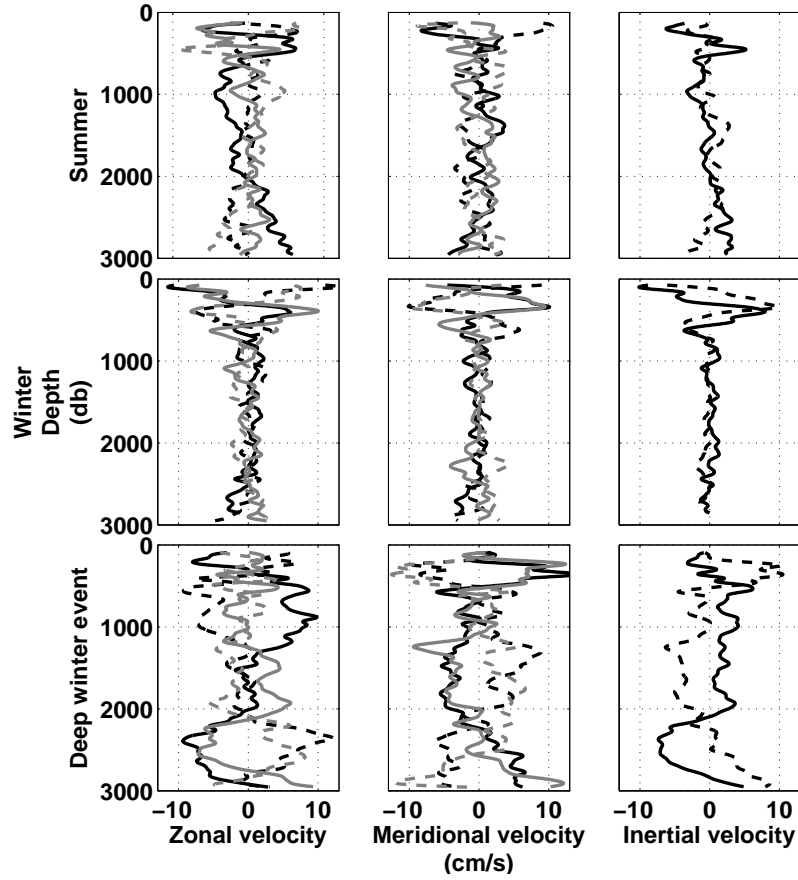 0
1000
2000
3000
Summer
0
1000
2000
3000
Winter
Depth
(db)
0
1000
2000
3000
Deep winter event
−10 0 10
Zonal velocity
−10 0 10
Meridional velocity
(cm/s)
−10 0 10
Inertial velocity